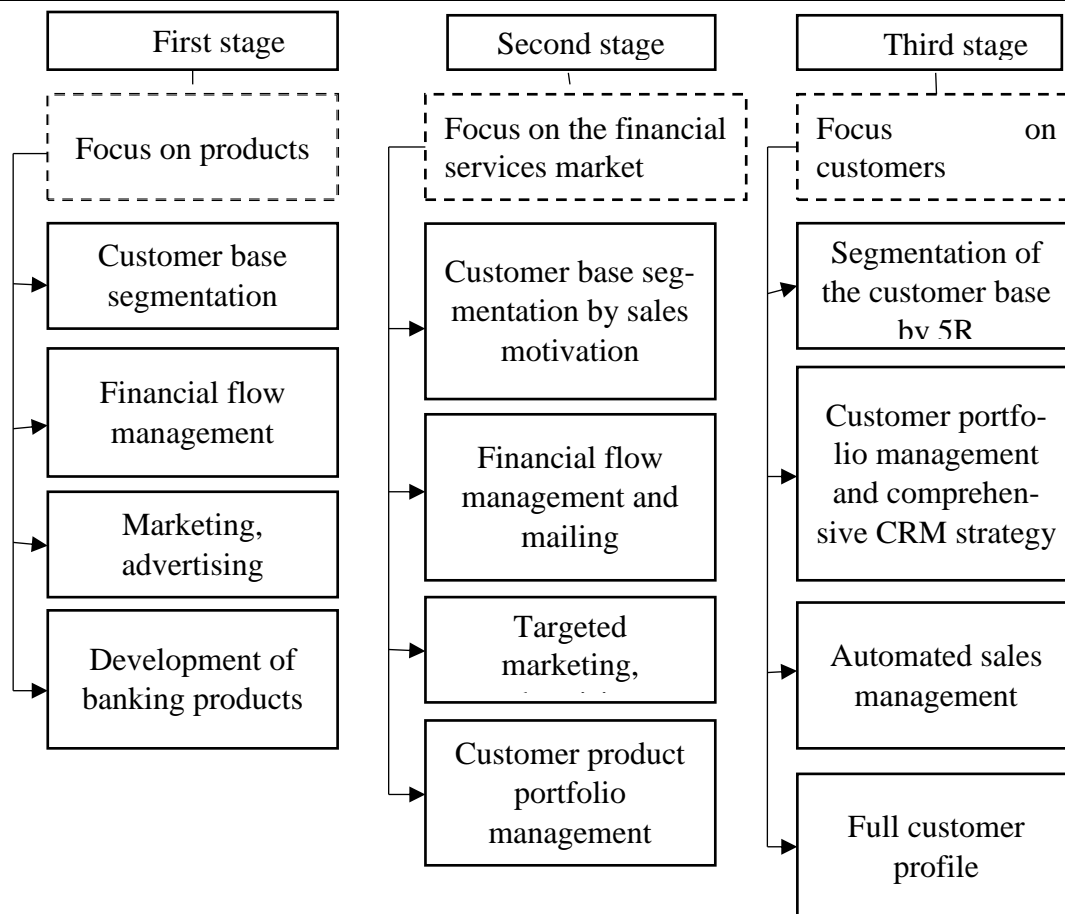 First stage
Focus on products
Customer base
segmentation
Financial flow
management
Marketing,
advertising
Development of
banking products
Second stage
Focus on the financial
services market
Customer base seg-
mentation by sales
motivation
Financial flow
management and
mailing
Targeted
marketing,
Customer product
portfolio
management
Third stage
Focus on
customers
Segmentation of
the customer base
by 5R
Customer portfo-
lio management
and comprehen-
sive CRM strategy
Automated sales
management
Full customer
profile